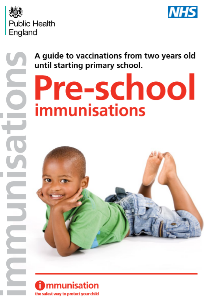 Public Health
England
NHS
A guide to vaccinations from two years old
until starting primary school.
Pre-school
immunisations
immunisations
immunisation
the safest way to protect your child